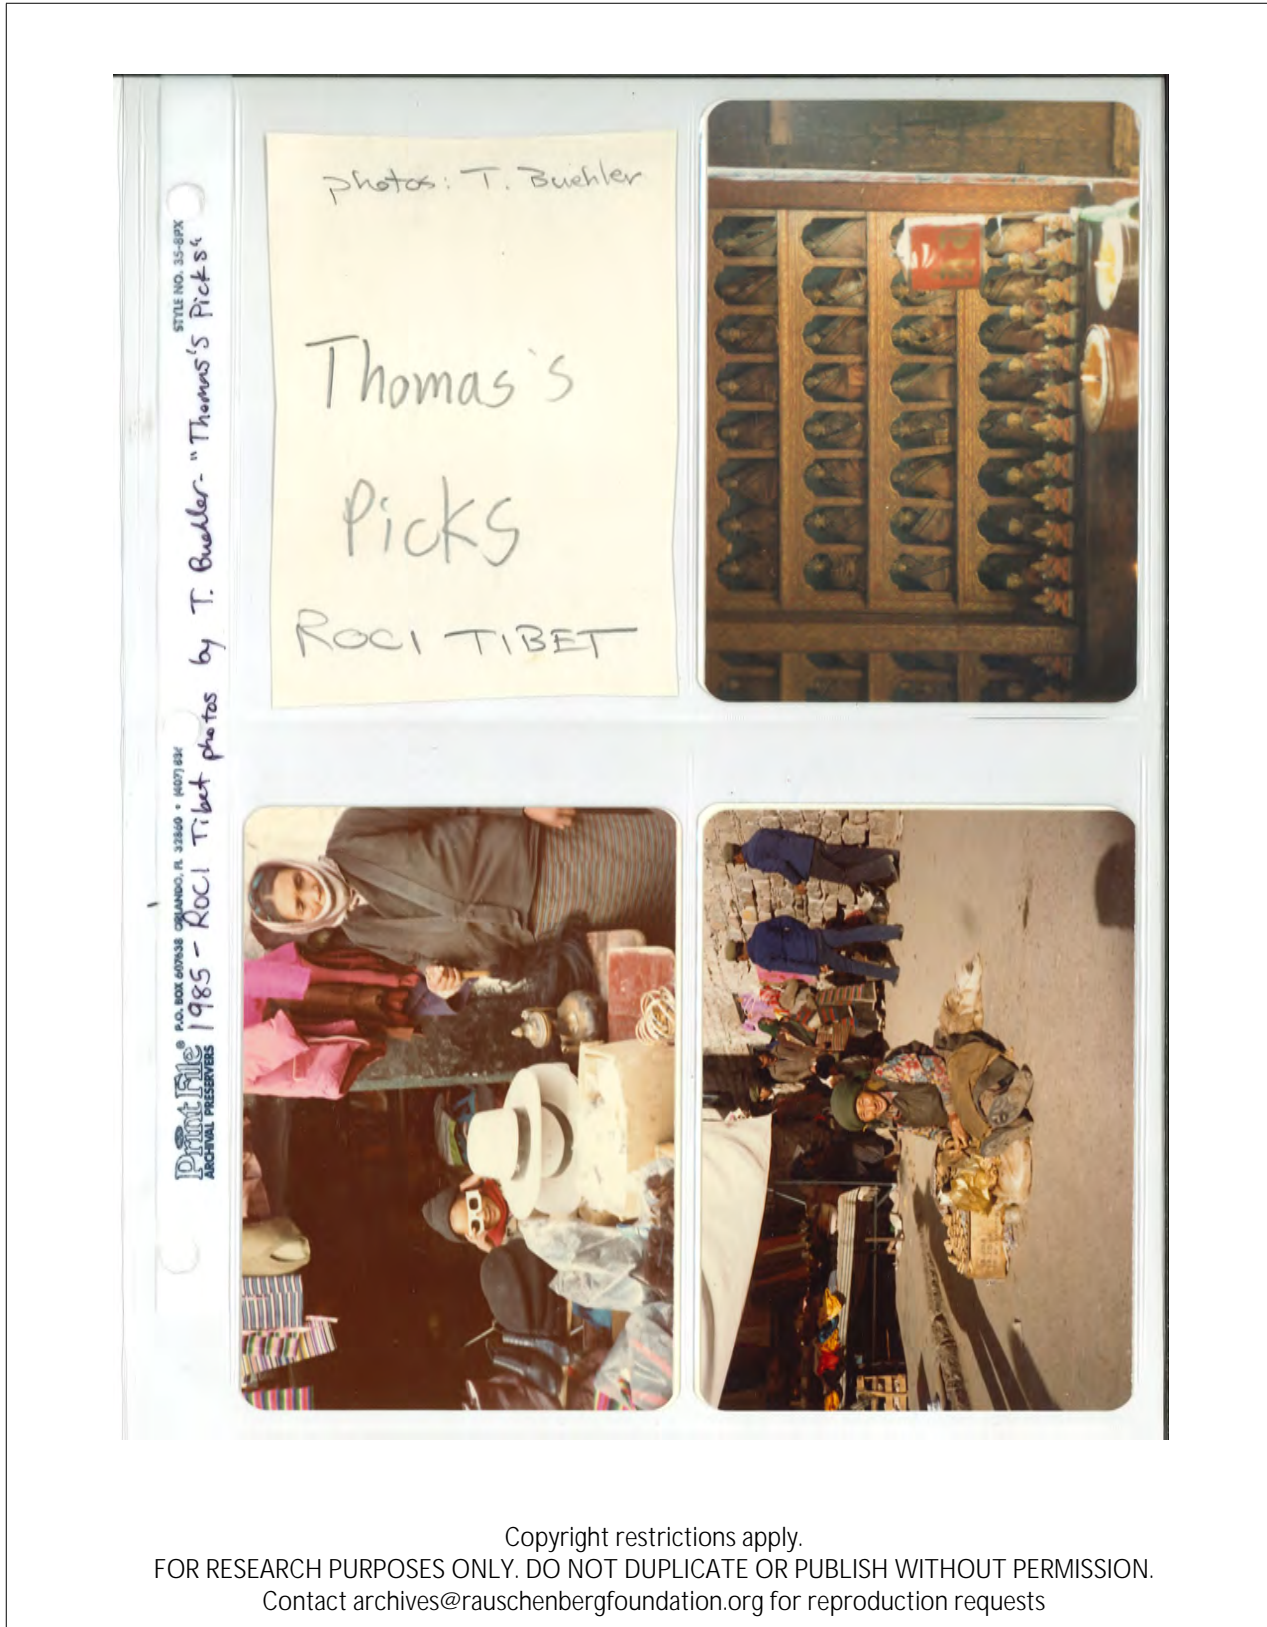 photos: T. Buehler
Thomas's
Picks
ROCI TIBET
1985 - ROCI Tibet photos by T. Buehler - "Thomas's Picks"
Print File® P.O. BOX 607638 ORLANDO, FL 32860 • (407) 886
ARCHIVAL PRESERVERS
STYLE NO. 35-8PX
Copyright restrictions apply.
FOR RESEARCH PURPOSES ONLY. DO NOT DUPLICATE OR PUBLISH WITHOUT PERMISSION.
Contact archives@rauschenbergfoundation.org for reproduction requests